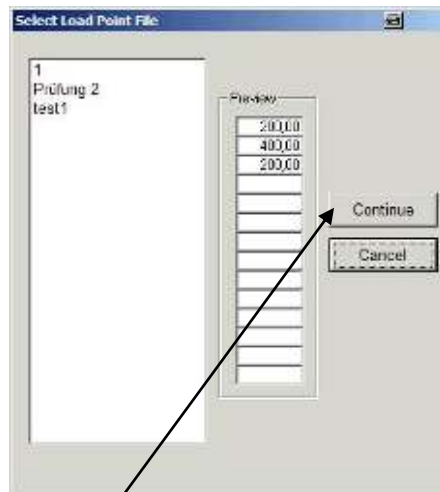 Select Load Point File
1
Prüfung 2
test1
Preview
200,00
400,00
200,00
Continue
Cancel